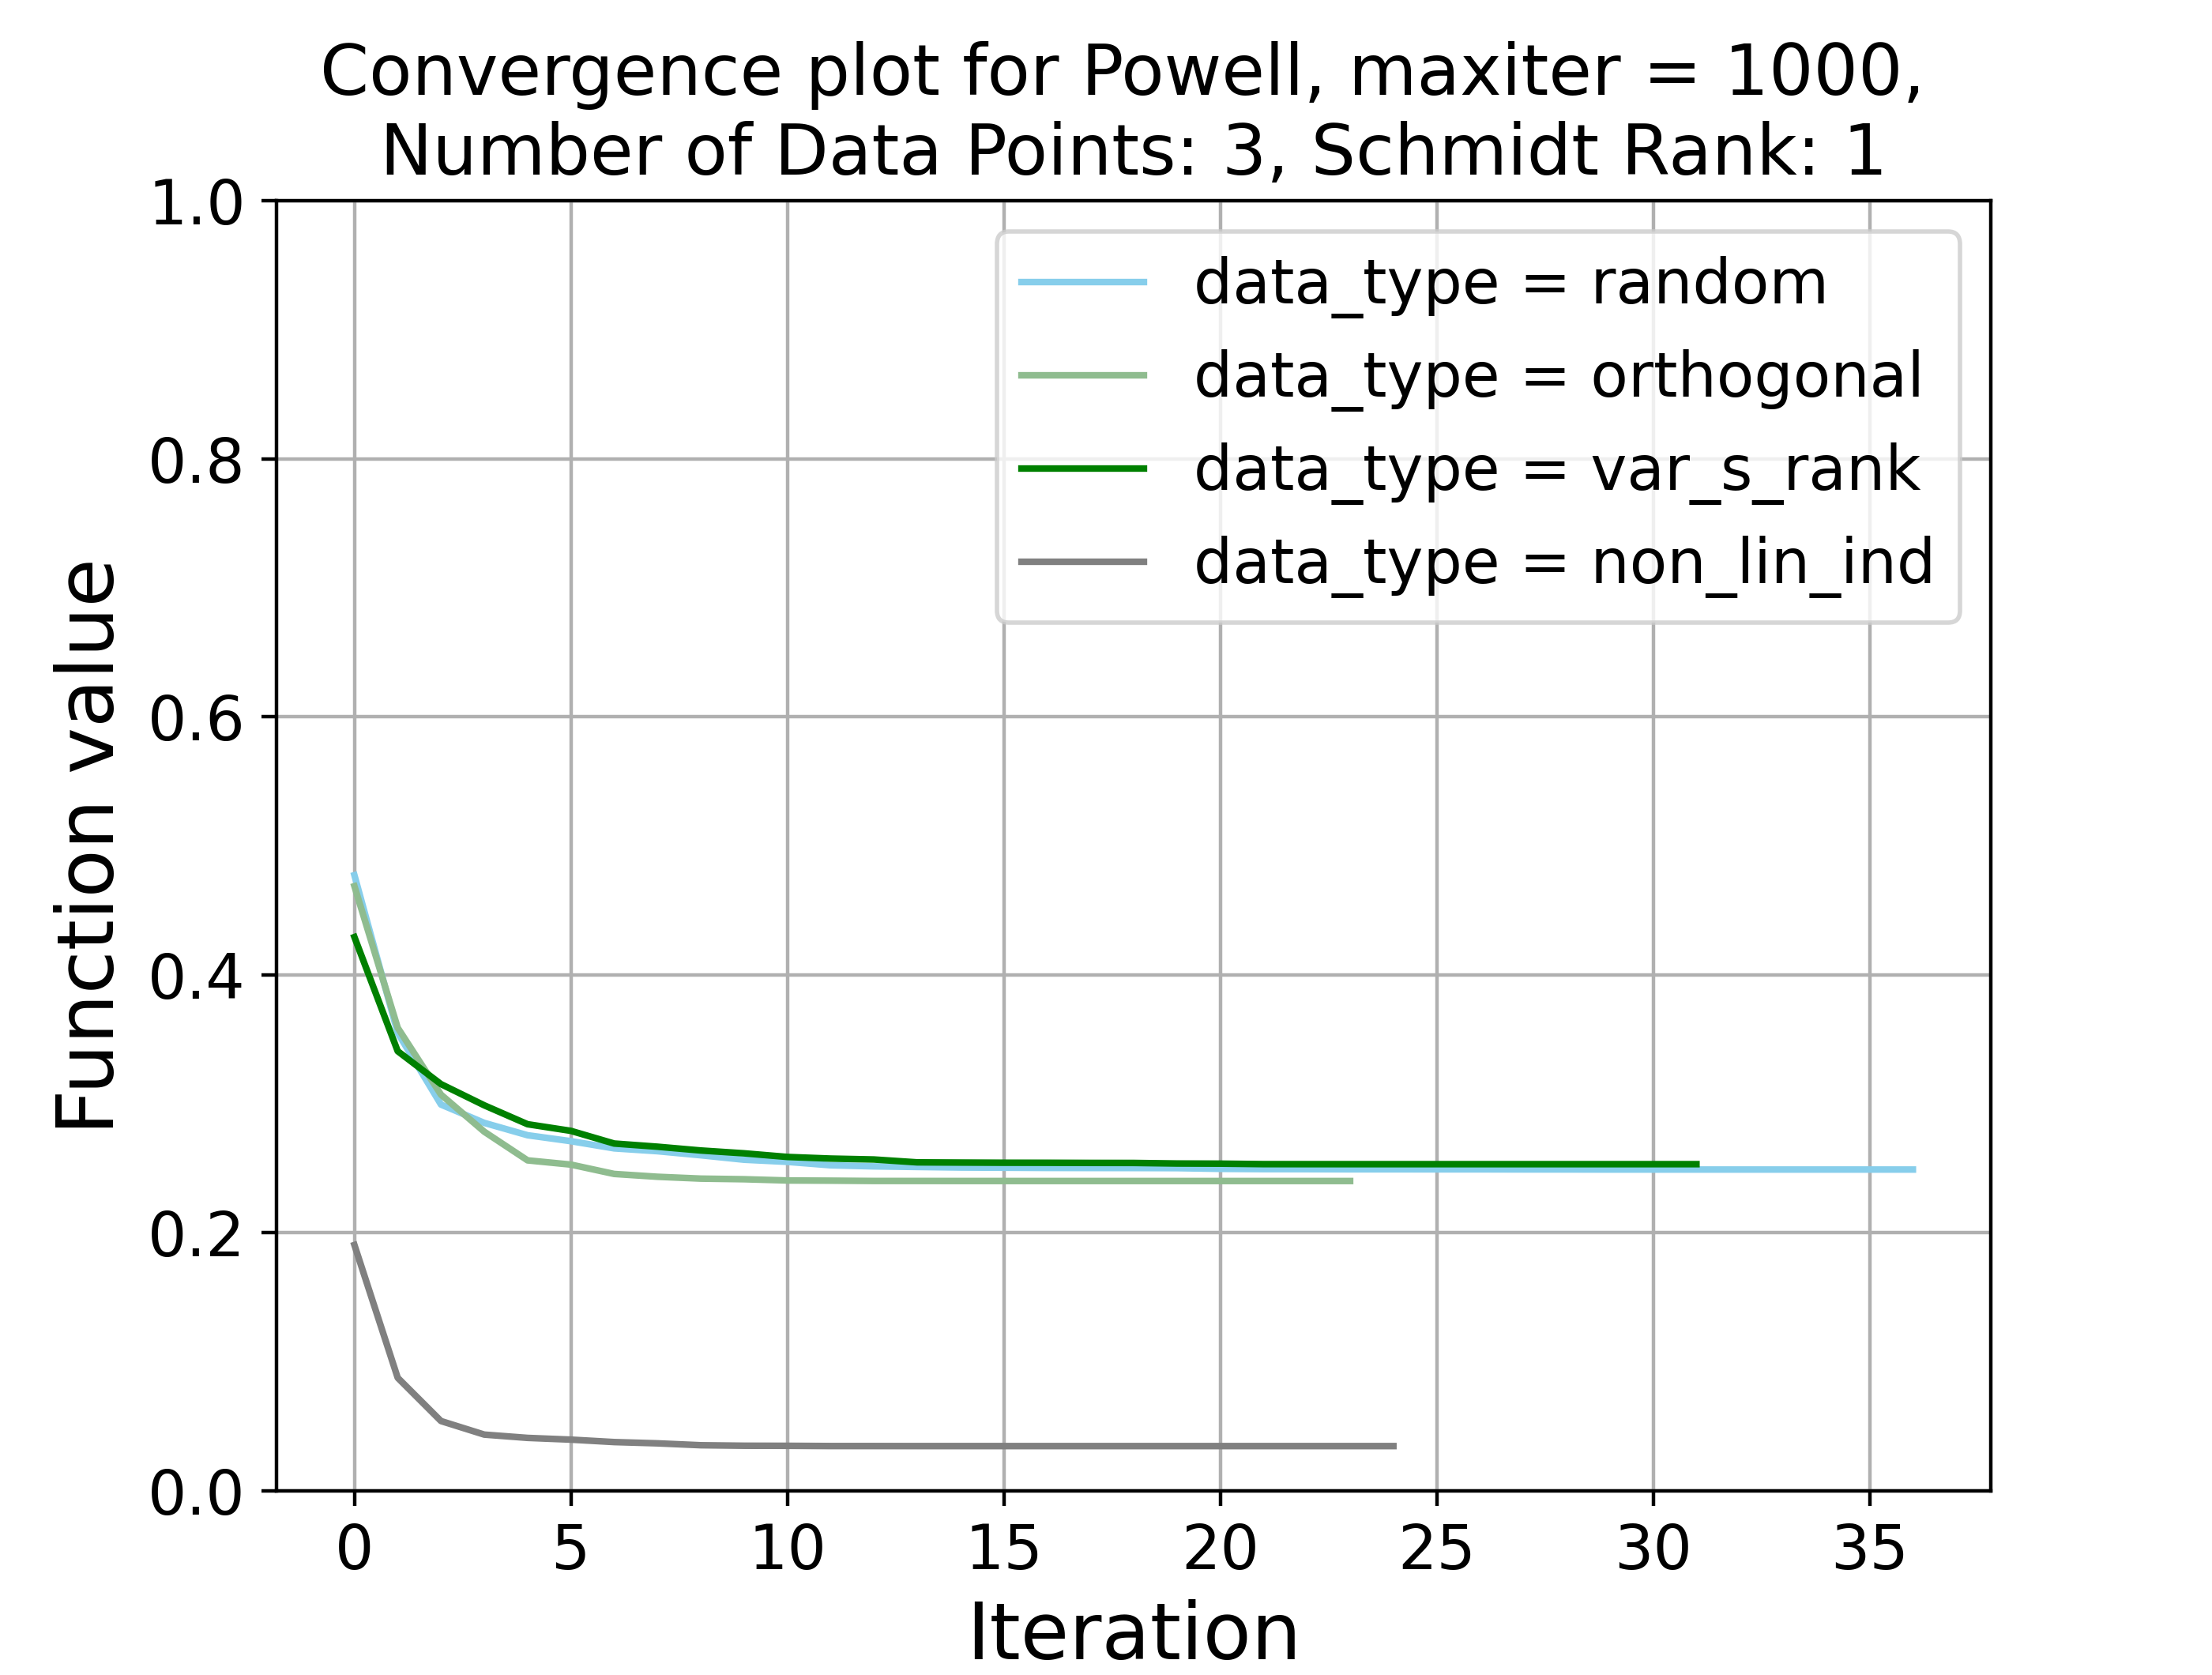 Convergence plot for Powell, maxiter = 1000,
Number of Data Points: 3, Schmidt Rank: 1
1.0
0.8
0.6
0.4
0.2
0.0
Function value
data_type = random
data_type = orthogonal
data_type = var_s_rank
data_type = non_lin_ind
0 5 10 15 20 25 30 35
Iteration